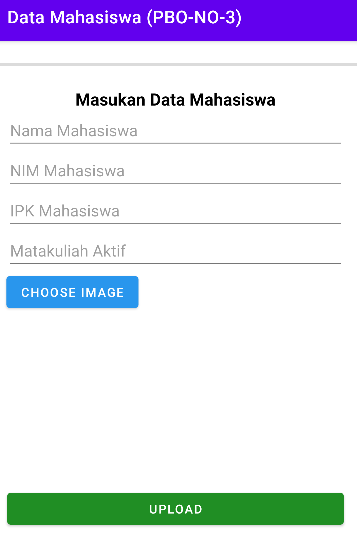 Data Mahasiswa (PBO-NO-3)
Masukan Data Mahasiswa
Nama Mahasiswa
NIM Mahasiswa
IPK Mahasiswa
Matakuliah Aktif
CHOOSE IMAGE
UPLOAD